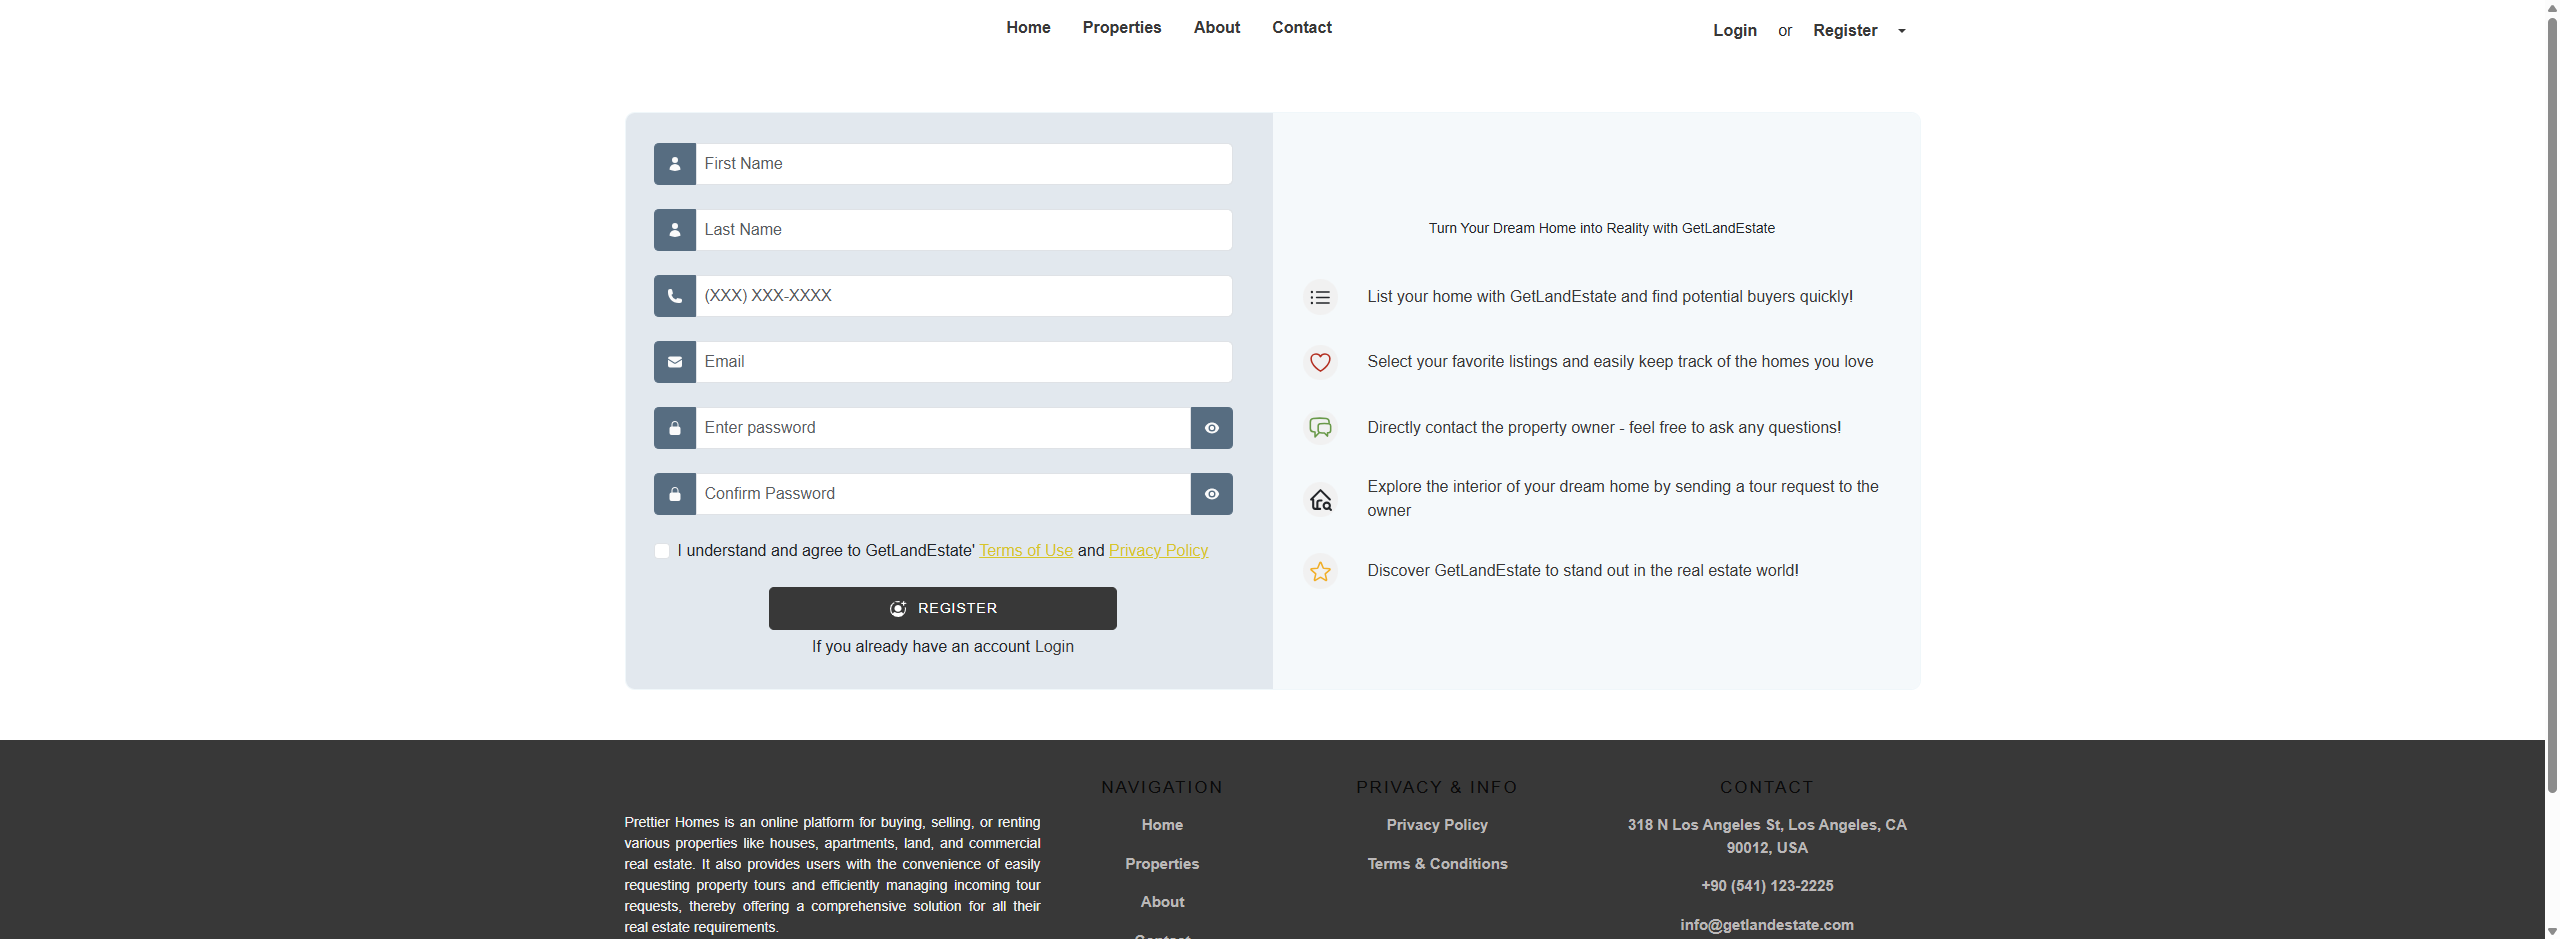 Home Properties About Contact
Login or Register
First Name
Last Name
(XXX) XXX-XXXX
Email
Enter password
Confirm Password
I understand and agree to GetLandEstate' Terms of Use and Privacy Policy
REGISTER
If you already have an account Login
Turn Your Dream Home into Reality with GetLandEstate
List your home with GetLandEstate and find potential buyers quickly!
Select your favorite listings and easily keep track of the homes you love
Directly contact the property owner - feel free to ask any questions!
Explore the interior of your dream home by sending a tour request to the
owner
Discover GetLandEstate to stand out in the real estate world!
Prettier Homes is an online platform for buying, selling, or renting
various properties like houses, apartments, land, and commercial
real estate. It also provides users with the convenience of easily
requesting property tours and efficiently managing incoming tour
requests, thereby offering a comprehensive solution for all their
real estate requirements.
NAVIGATION
Home
Properties
About
Contact
PRIVACY & INFO
Privacy Policy
Terms & Conditions
CONTACT
318 N Los Angeles St, Los Angeles, CA
90012, USA
+90 (541) 123-2225
info@getlandestate.com